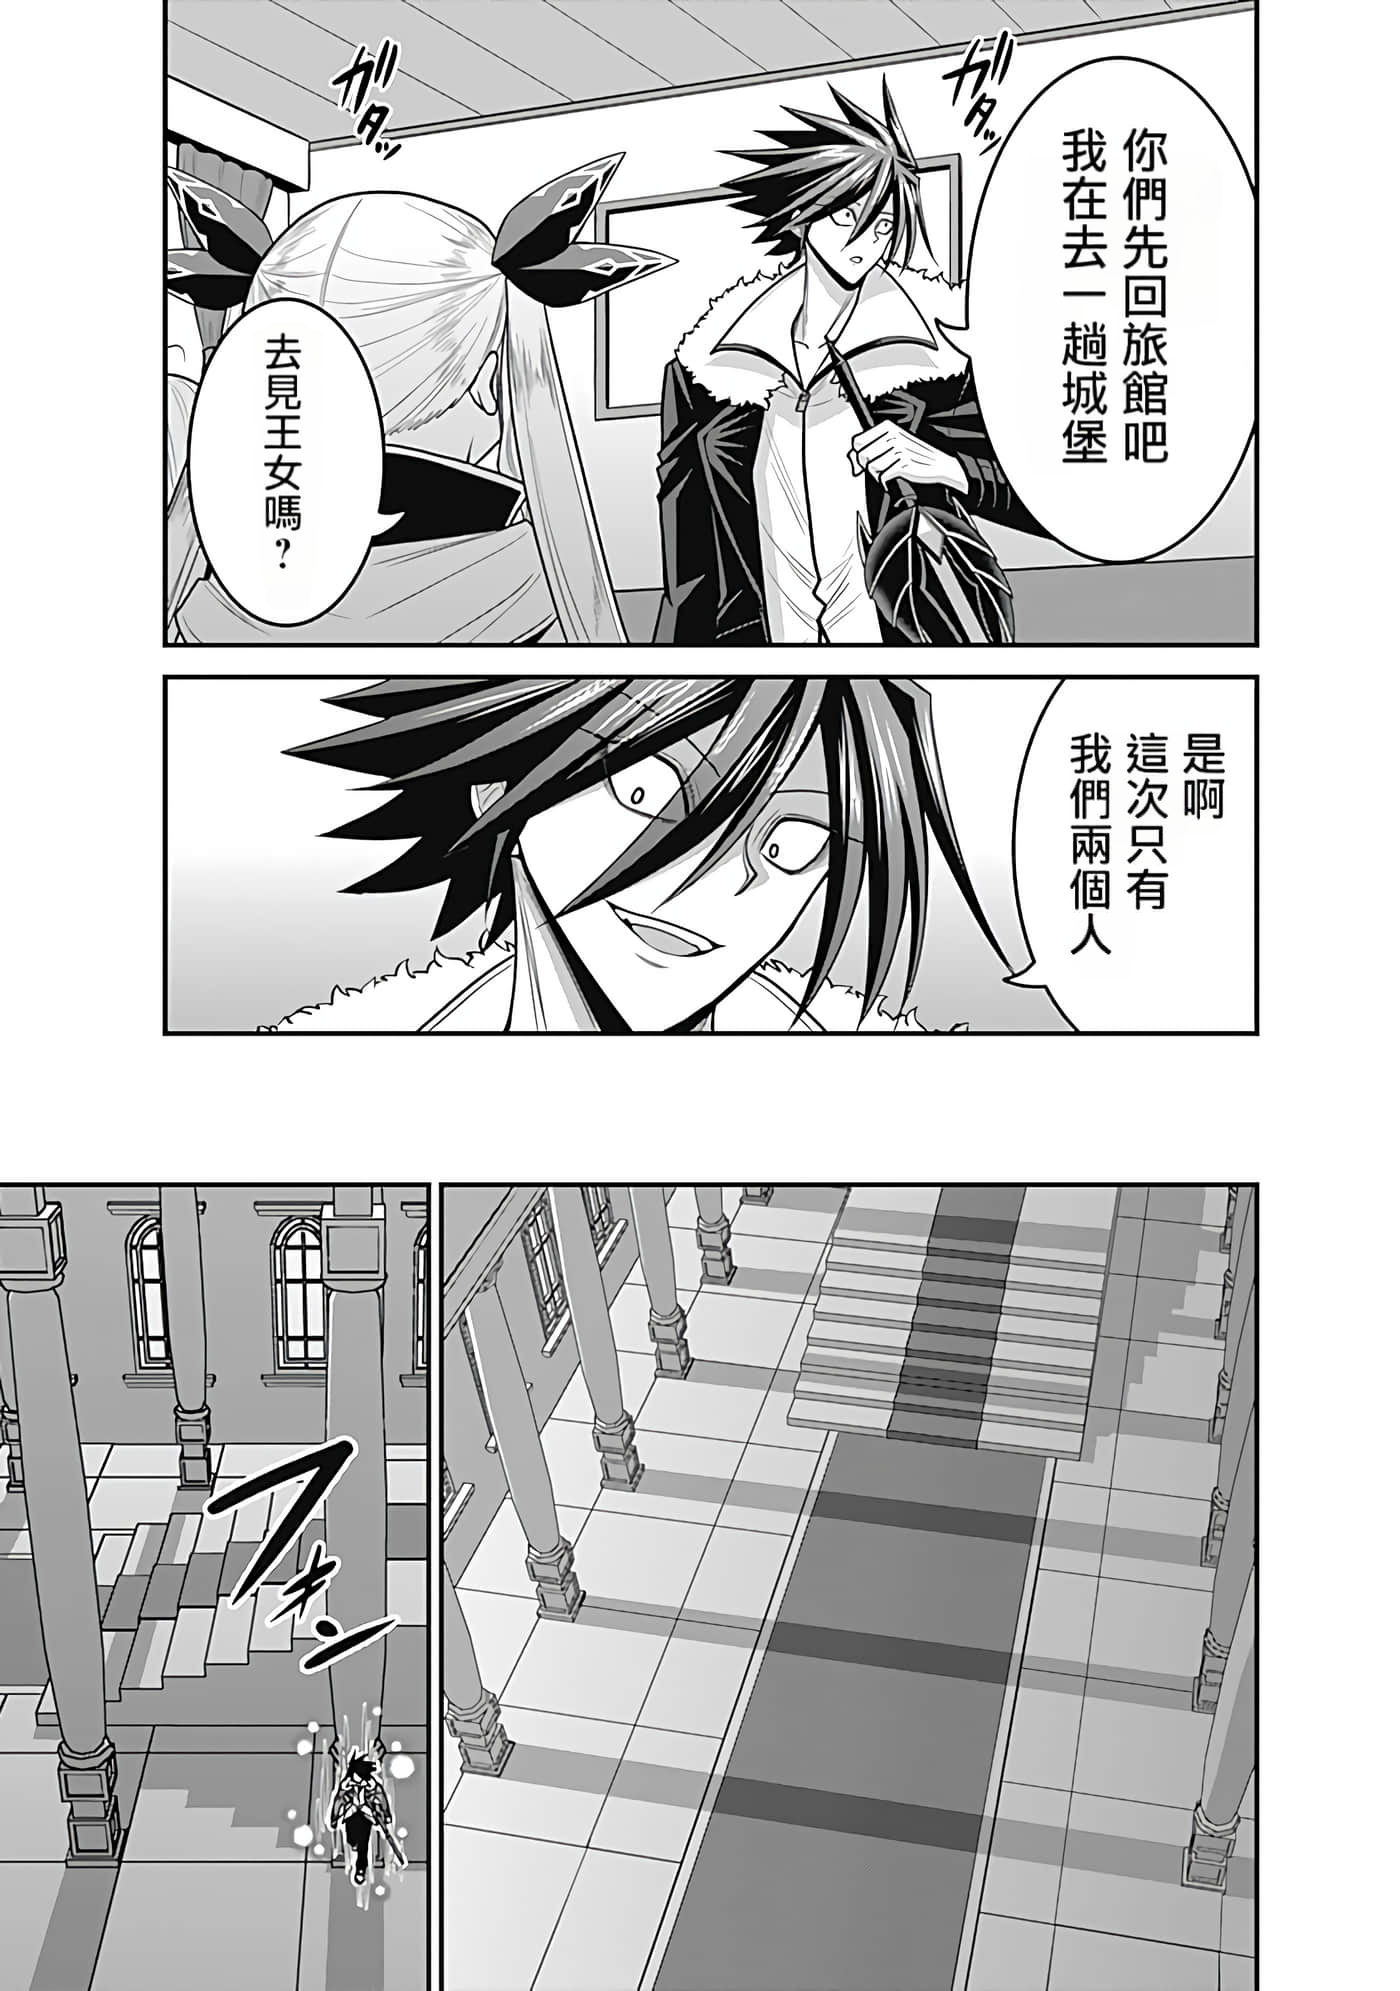 你們先回旅館吧
我在去一趟城堡
ガタッ
ガタッ
去見王女嗎？
是啊
這次只有
我們兩個人
フォン